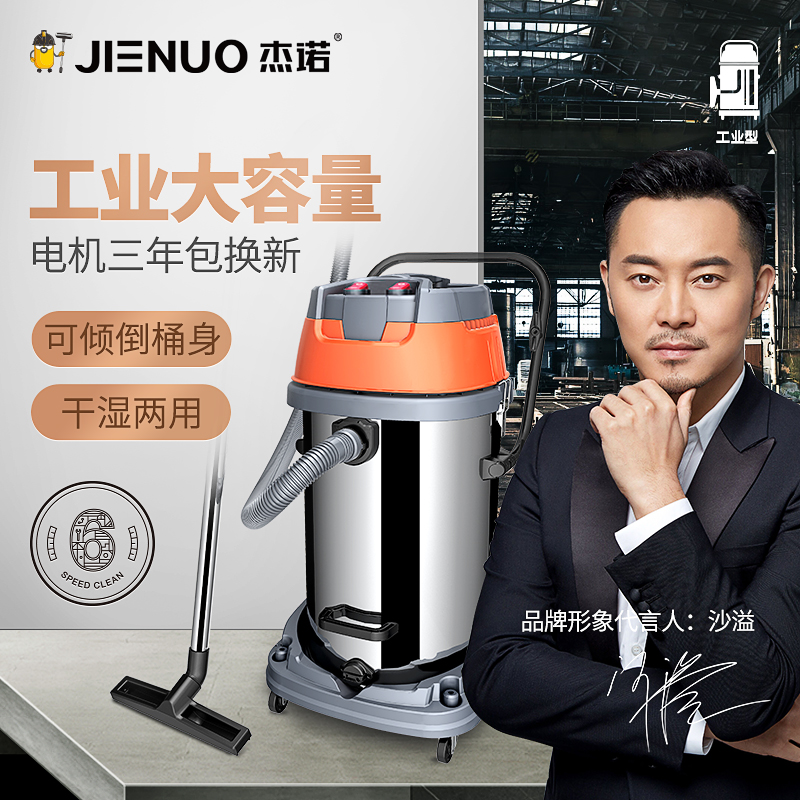 JIENUO 杰诺®
工业型
工业大容量
电机三年包换新
可倾倒桶身
干湿两用
6
SPEED CLEAN
品牌形象代言人：沙溢
沙溢